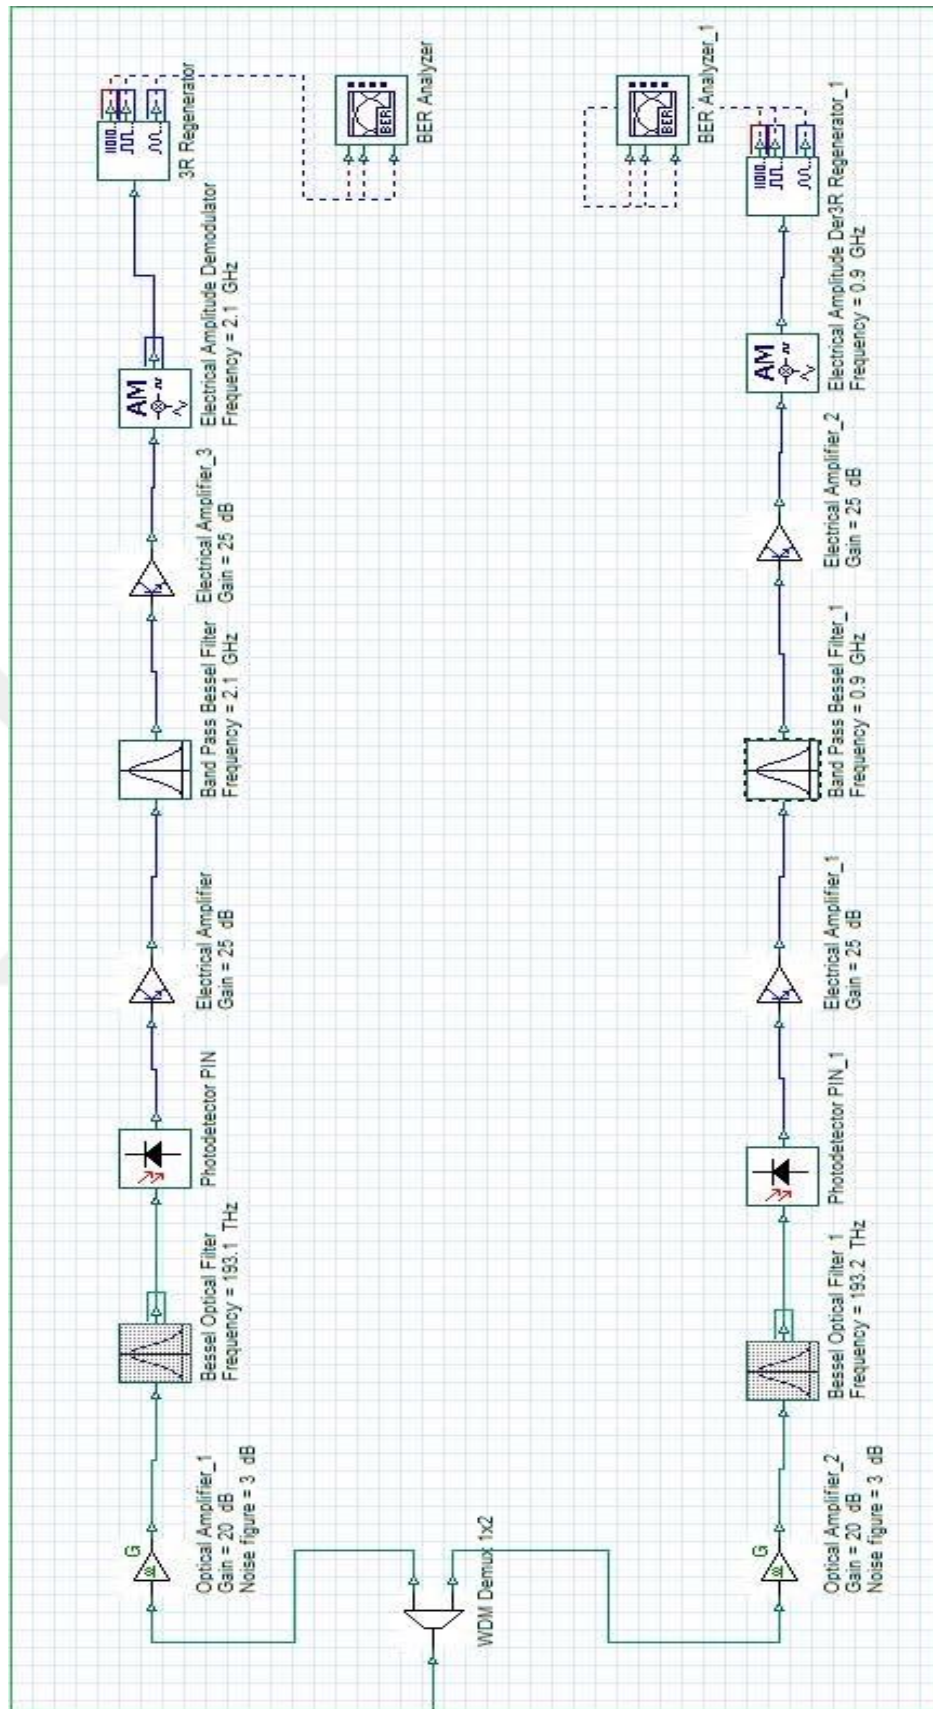 3R Regenerator
BER
BER Analyzer
Electrical Amplitude Demodulator
Frequency = 2.1 GHz
AM
Electrical Amplifier_3
Gain = 25 dB
Band Pass Bessel Filter
Frequency = 2.1 GHz
Electrical Amplifier
Gain = 25 dB
Photodetector PIN
Bessel Optical Filter
Frequency = 193.1 THz
Optical Amplifier_1
Gain = 20 dB
Noise figure = 3 dB
G
WDM Demux 1x2
BER
BER Analyzer_1
Electrical Amplitude Der3R Regenerator_1
Frequency = 0.9 GHz
AM
Electrical Amplifier_2
Gain = 25 dB
Band Pass Bessel Filter_1
Frequency = 0.9 GHz
Electrical Amplifier_1
Gain = 25 dB
Photodetector PIN_1
Bessel Optical Filter 1
Frequency = 193.2 THz
Optical Amplifier_2
Gain = 20 dB
Noise figure = 3 dB
G